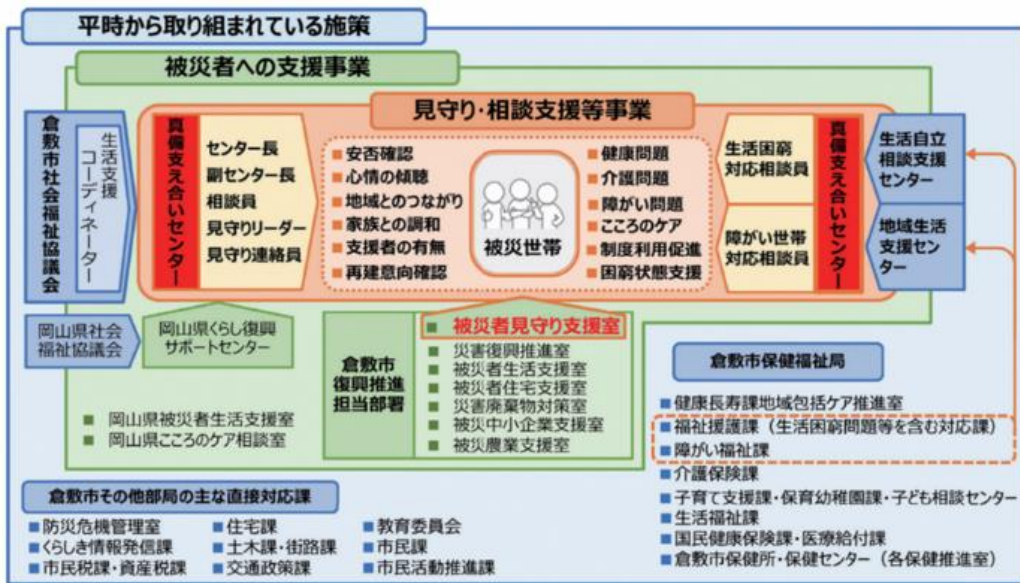 平時から取り組まれている施策
被災者への支援事業
見守り・相談支援等事業
倉敷市社会福祉協議会
生活支援
コーディネーター
真備支え合いセンター
センター長
副センター長
相談員
見守りリーダー
見守り連絡員
安否確認
心情の傾聴
地域とのつながり
家族との調和
支援者の有無
再建意向確認
被災世帯
健康問題
介護問題
障がい問題
こころのケア
制度利用促進
困窮状態支援
生活困窮
対応相談員
障がい世帯
対応相談員
真備支え合いセンター
生活自立
相談支援
センター
地域生活
支援セン
ター
岡山県社会
福祉協議会
岡山県くらし復興
サポートセンター
岡山県被災者生活支援室
岡山県こころのケア相談室
倉敷市
復興推進
担当部署
被災者見守り支援室
災害復興推進室
被災者生活支援室
被災者住宅支援室
災害廃棄物対策室
被災中小企業支援室
被災農業支援室
倉敷市保健福祉局
健康長寿課地域包括ケア推進室
福祉援護課（生活困窮問題等を含む対応課）
障がい福祉課
介護保険課
子育て支援課・保育幼稚園課・子ども相談センター
生活福祉課
国民健康保険課・医療給付課
倉敷市保健所・保健センター（各保健推進室）
倉敷市その他部局の主な直接対応課
防災危機管理室
くらしき情報発信課
市民税課・資産税課
住宅課
土木課・街路課
交通政策課
教育委員会
市民課
市民活動推進課